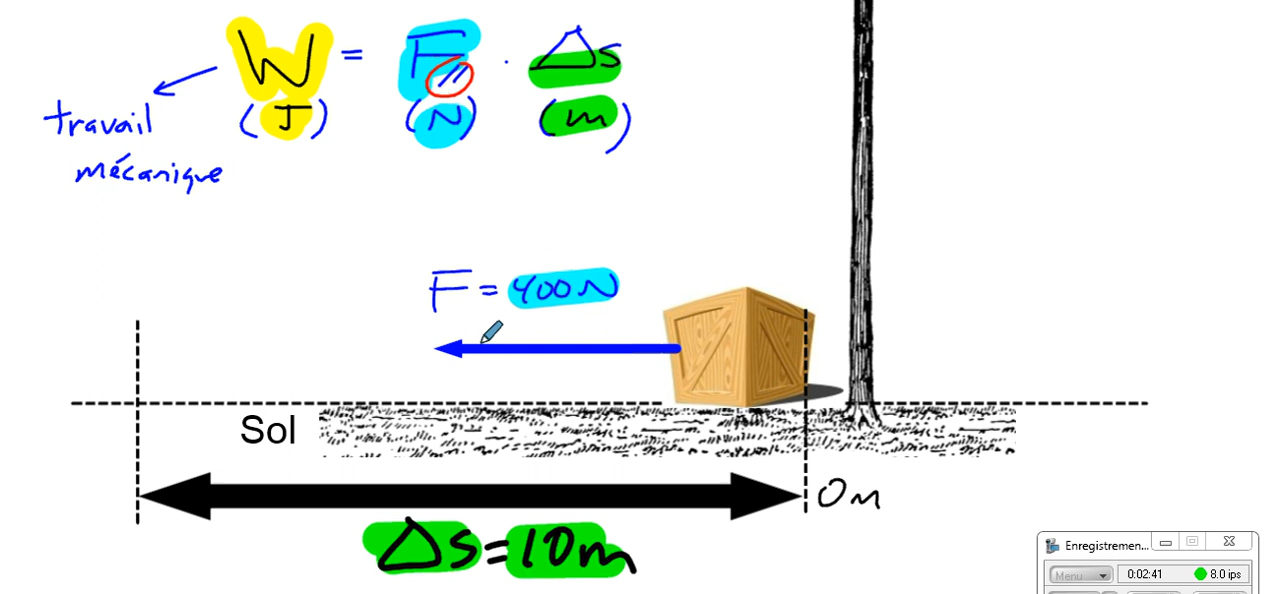 W = F// · Δs
(J) (N) (m)
travail
mécanique
F = 400N
Sol
0m
Δs=10m
Enregistremen...
Menu 0:02:41 8.0 ips